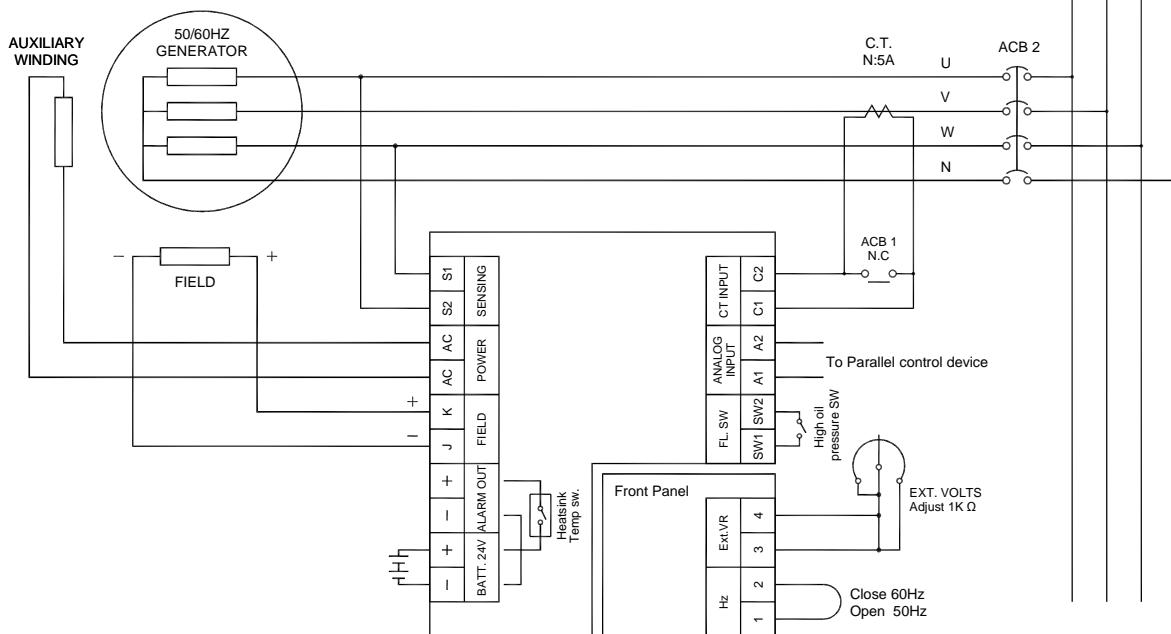 AUXILIARY
WINDING
50/60HZ
GENERATOR
C.T.
N:5A
ACB 2
U
V
W
N
ACB 1
N.C
−
+
FIELD
S1
S2
SENSING
AC
AC
POWER
K
J
FIELD
+
−
+
−
ALARM OUT
+
−
BATT. 24V
Heatsink
Temp sw.
C2
C1
CT INPUT
A2
A1
ANALOG
INPUT
To Parallel control device
SW2
SW1
FL. SW
High oil
pressure SW
Front Panel
EXT. VOLTS
Adjust 1K Ω
4
3
Ext.VR
2
1
Hz
Close 60Hz
Open 50Hz